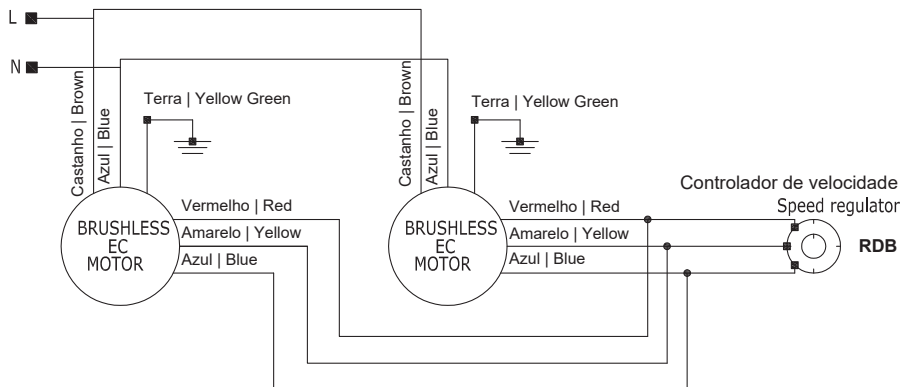 L
N
Castanho | Brown
Azul | Blue
Terra | Yellow Green
Castanho | Brown
Azul | Blue
Terra | Yellow Green
BRUSHLESS
EC
MOTOR
Vermelho | Red
Amarelo | Yellow
Azul | Blue
BRUSHLESS
EC
MOTOR
Vermelho | Red
Amarelo | Yellow
Azul | Blue
Controlador de velocidade
Speed regulator
RDB